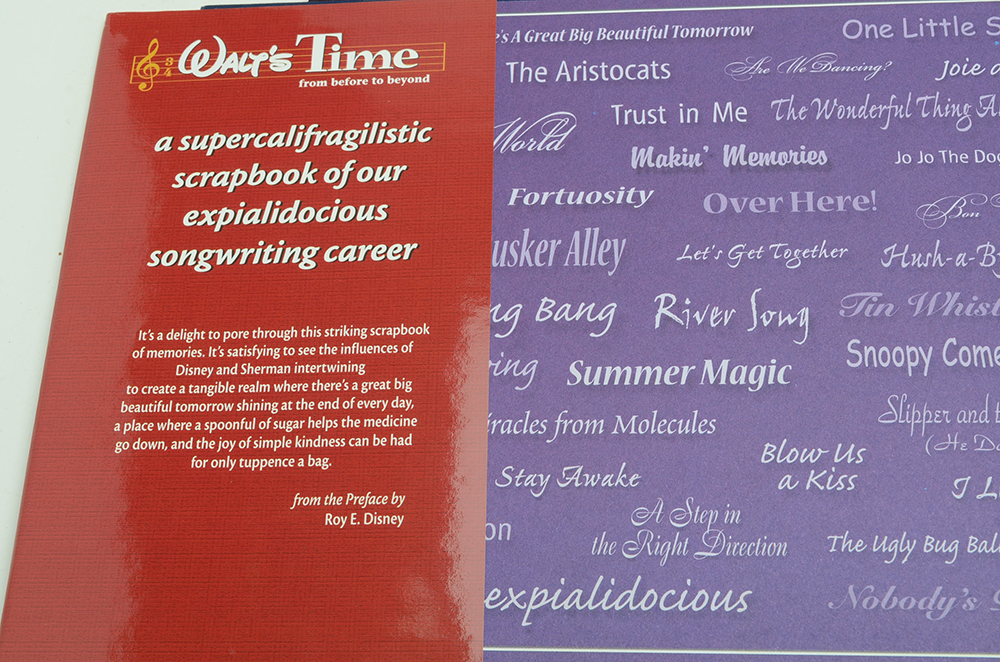 Walt's Time
3
4
from before to beyond
a supercalifragilistic
scrapbook of our
expialidocious
songwriting career
It's a delight to pore through this striking scrapbook
of memories. It's satisfying to see the influences of
Disney and Sherman intertwining
to create a tangible realm where there's a great big
beautiful tomorrow shining at the end of every day,
a place where a spoonful of sugar helps the medicine
go down, and the joy of simple kindness can be had
for only tuppence a bag.
from the Preface by
Roy E. Disney
e's A Great Big Beautiful Tomorrow
One Little S
The Aristocats
Are We Dancing?
Joie d
Trust in Me
The Wonderful Thing A
World
Makin' Memories
Jo Jo The Do
Fortuosity
Over Here!
Bon
usker Alley
Let's Get Together
Hush-a-B
ng Bang
River Song
Tin Whist
ping
Summer Magic
Snoopy Come
iracles from Molecules
Slipper and
(He D
Blow Us
a Kiss
Stay Awake
I L
on
A Step in
the Right Direction
The Ugly Bug Bal
expialidocious
Nobody's